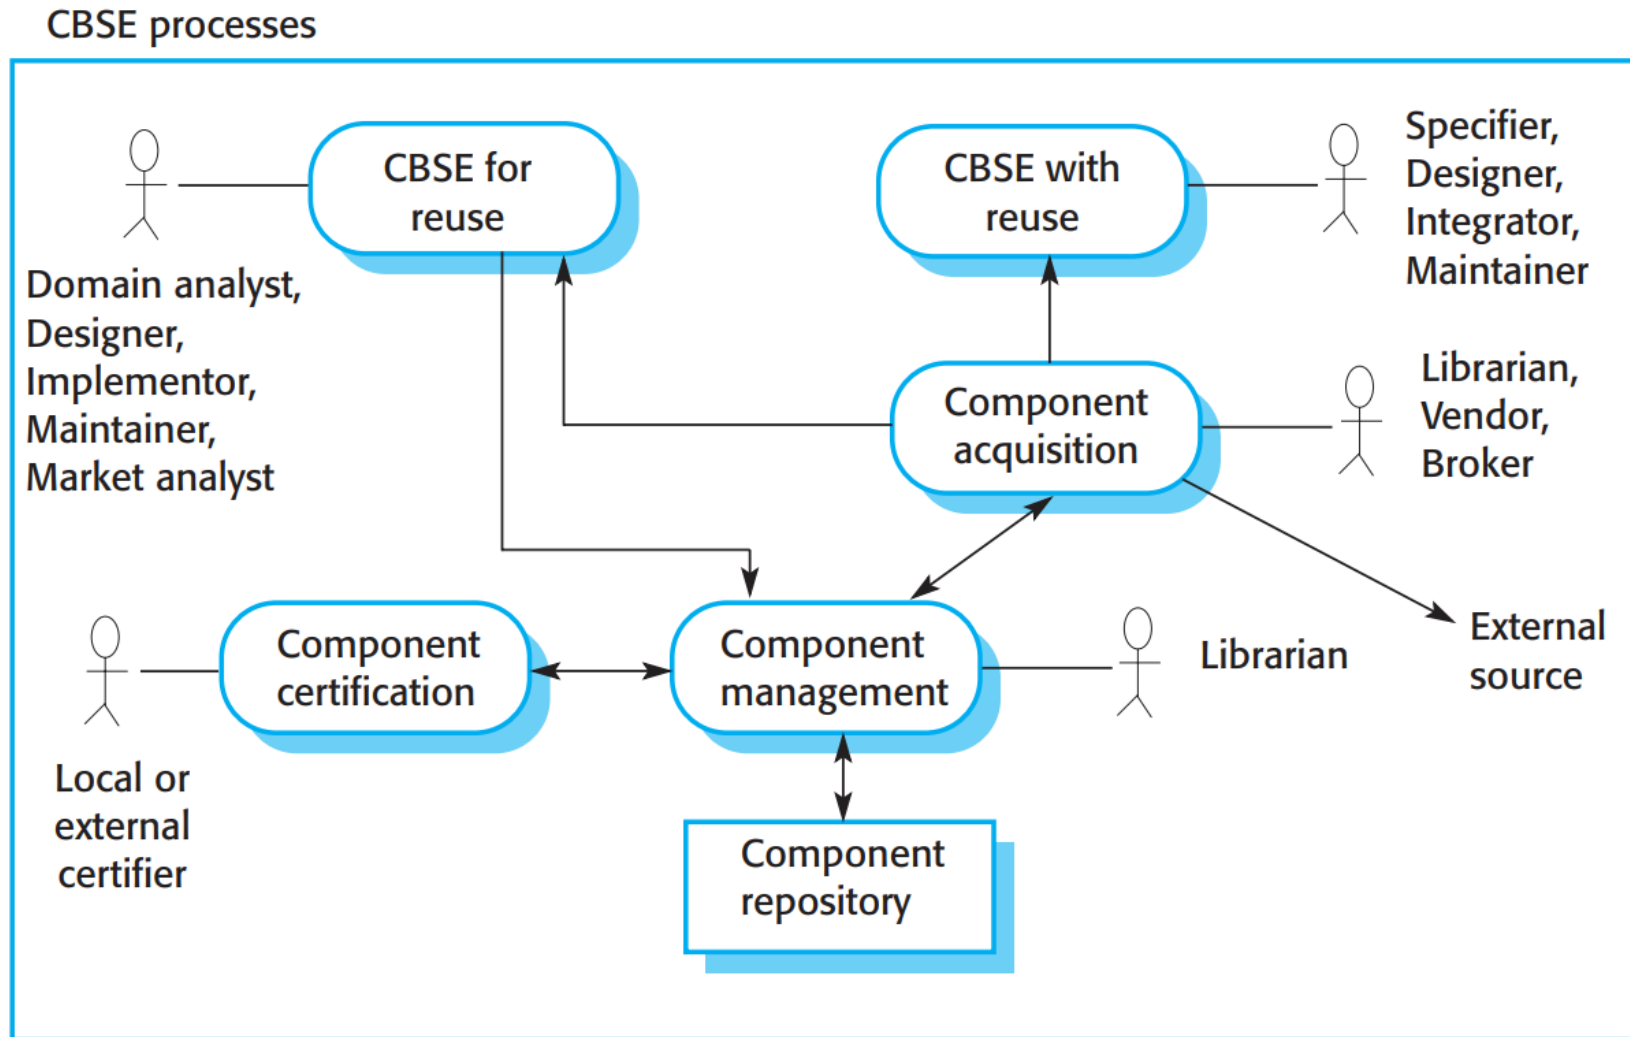 CBSE processes
CBSE for
reuse
CBSE with
reuse
Specifier,
Designer,
Integrator,
Maintainer
Domain analyst,
Designer,
Implementor,
Maintainer,
Market analyst
Component
acquisition
Librarian,
Vendor,
Broker
Component
certification
Component
management
Librarian
External
source
Local or
external
certifier
Component
repository